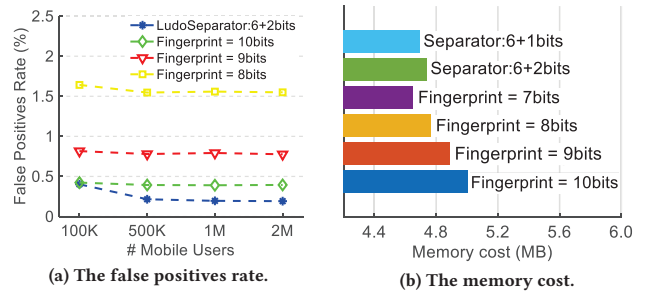 2.5
2
1.5
1
0.5
0
False Positives Rate (%)
LudoSeparator:6+2bits
Fingerprint = 10bits
Fingerprint = 9bits
Fingerprint = 8bits
100K 500K 1M 2M
# Mobile Users
(a) The false positives rate.
Separator:6+1bits
Separator:6+2bits
Fingerprint = 7bits
Fingerprint = 8bits
Fingerprint = 9bits
Fingerprint = 10bits
4.4 4.8 5.2 5.6 6.0
Memory cost (MB)
(b) The memory cost.